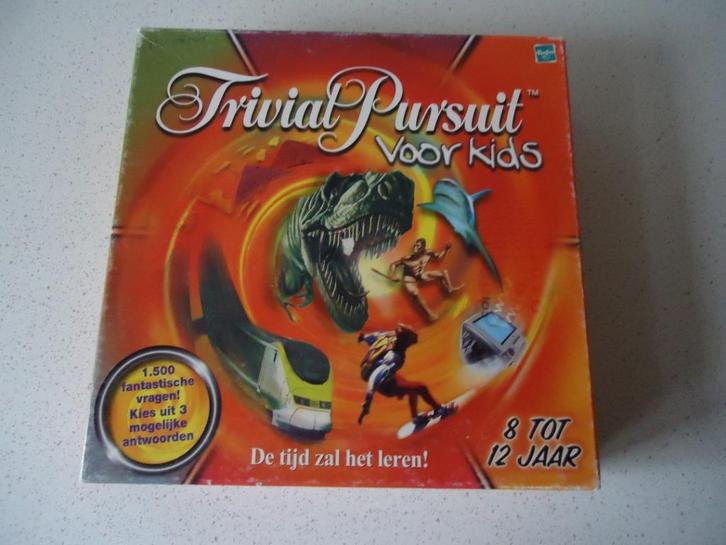 Hasbro
Trivial Pursuit™
Voor Kids
1.500
fantastische
vragen!
Kies uit 3
mogelijke
antwoorden
De tijd zal het leren!
8 TOT
12 JAAR